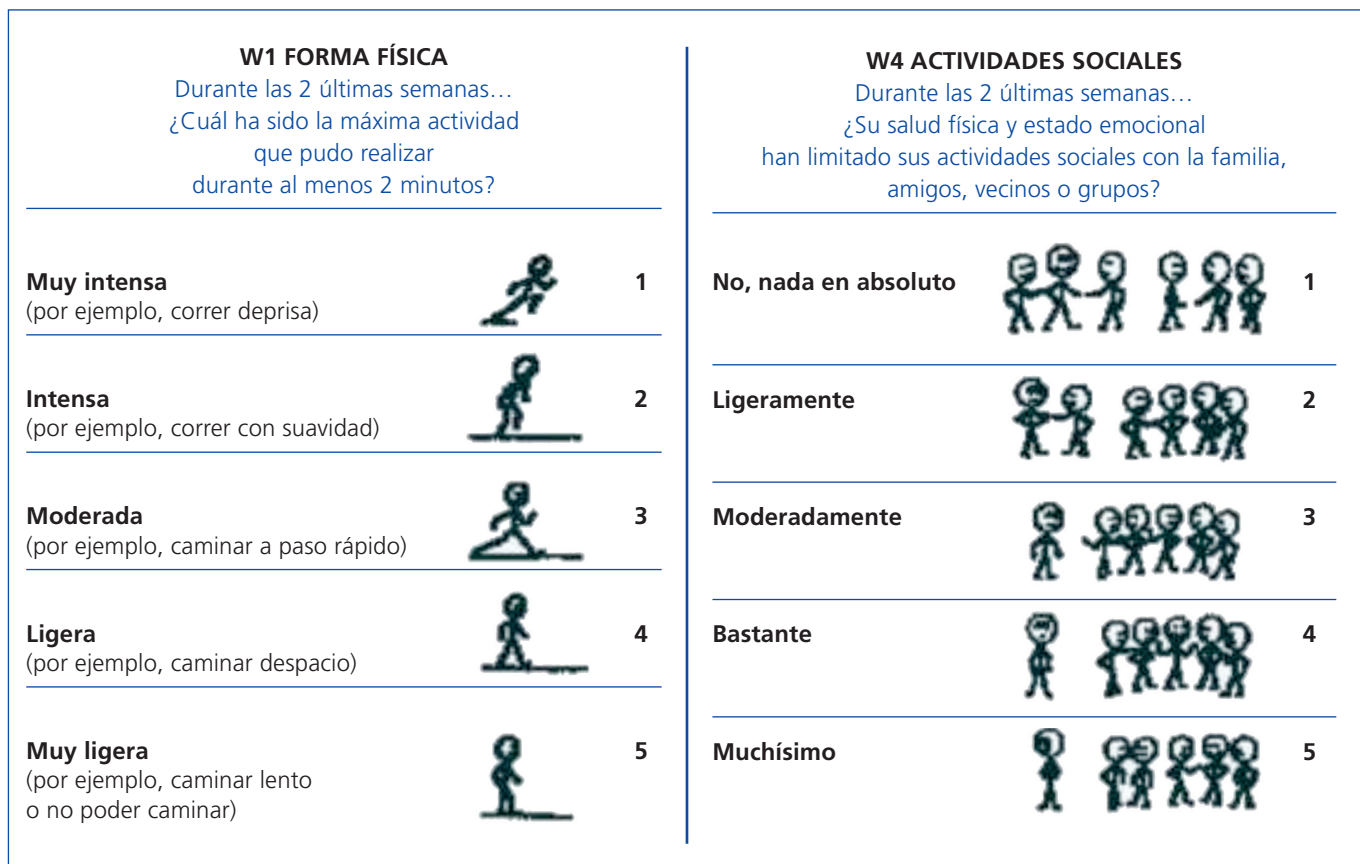 W1 FORMA FÍSICA
Durante las 2 últimas semanas…
¿Cuál ha sido la máxima actividad
que pudo realizar
durante al menos 2 minutos?
Muy intensa 1
(por ejemplo, correr deprisa)
Intensa 2
(por ejemplo, correr con suavidad)
Moderada 3
(por ejemplo, caminar a paso rápido)
Ligera 4
(por ejemplo, caminar despacio)
Muy ligera 5
(por ejemplo, caminar lento
o no poder caminar)
W4 ACTIVIDADES SOCIALES
Durante las 2 últimas semanas…
¿Su salud física y estado emocional
han limitado sus actividades sociales con la familia,
amigos, vecinos o grupos?
No, nada en absoluto 1
Ligeramente 2
Moderadamente 3
Bastante 4
Muchísimo 5